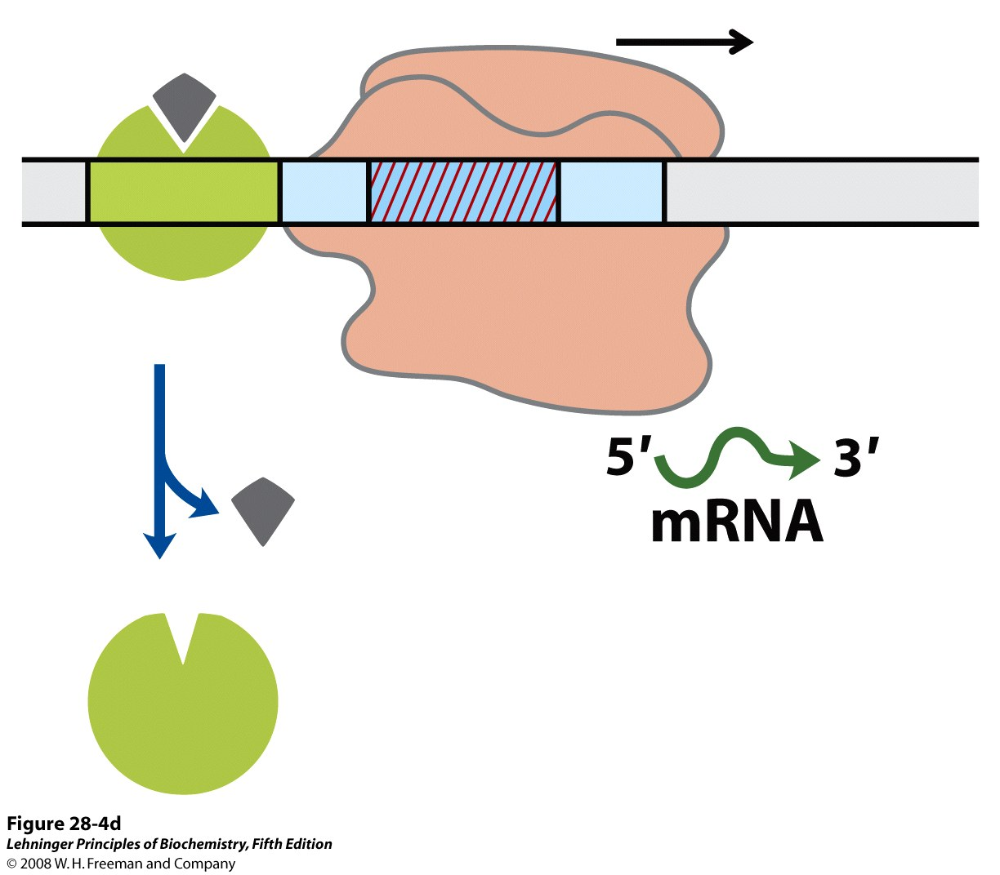 5′ 3′
mRNA
Figure 28-4d
Lehninger Principles of Biochemistry, Fifth Edition
© 2008 W. H. Freeman and Company